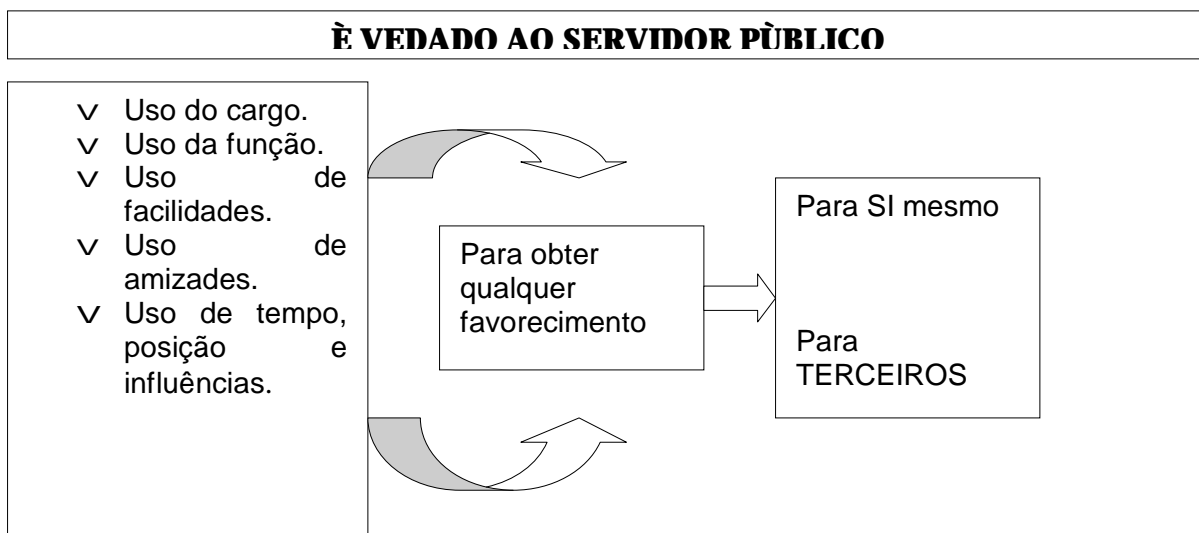 È VEDADO AO SERVIDOR PÙBLICO
v Uso do cargo.
v Uso da função.
v Uso de
facilidades.
v Uso de
amizades.
v Uso de tempo,
posição e
influências.
Para obter
qualquer
favorecimento
Para SI mesmo
Para
TERCEIROS